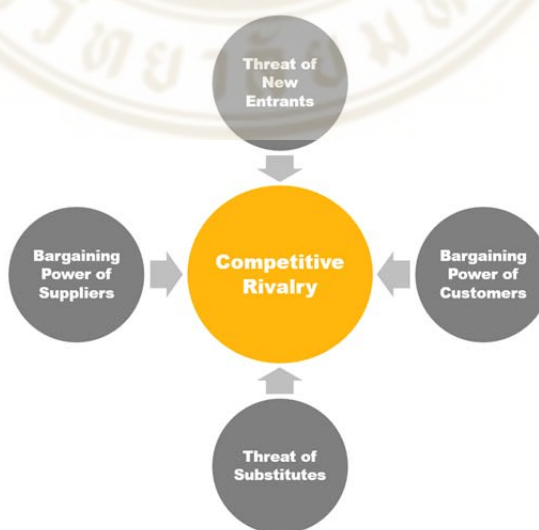 Threat of
New
Entrants
Bargaining
Power of
Suppliers
Competitive
Rivalry
Bargaining
Power of
Customers
Threat of
Substitutes